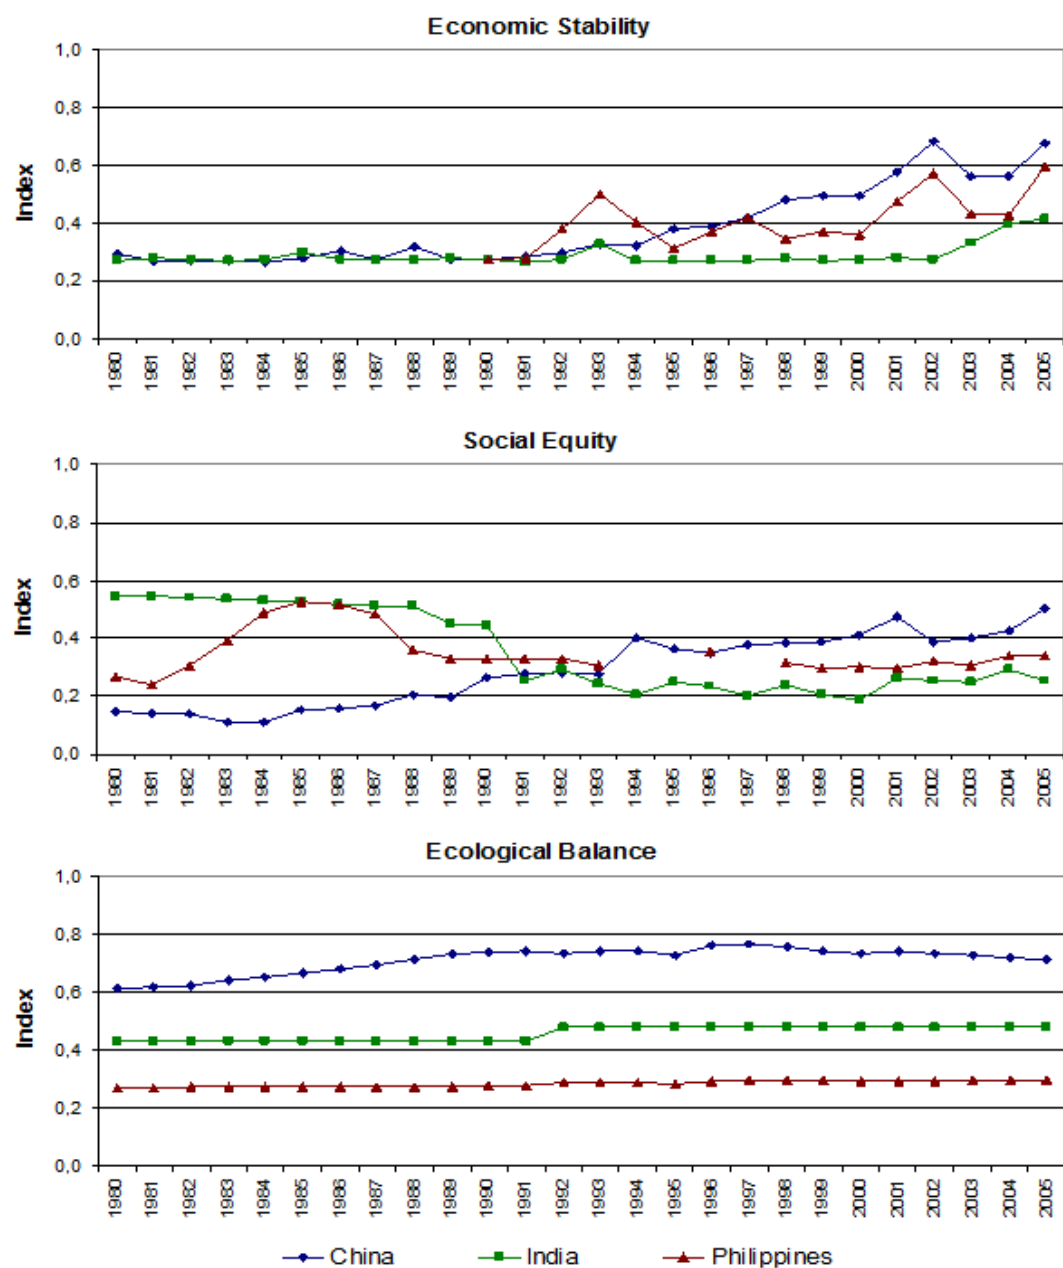 Economic Stability
1,0
0,8
0,6
0,4
0,2
0,0
Index
1980 1981 1982 1983 1984 1985 1986 1987 1988 1989 1990 1991 1992 1993 1994 1995 1996 1997 1998 1999 2000 2001 2002 2003 2004 2005
Social Equity
1,0
0,8
0,6
0,4
0,2
0,0
Index
1980 1981 1982 1983 1984 1985 1986 1987 1988 1989 1990 1991 1992 1993 1994 1995 1996 1997 1998 1999 2000 2001 2002 2003 2004 2005
Ecological Balance
1,0
0,8
0,6
0,4
0,2
0,0
Index
1980 1981 1982 1983 1984 1985 1986 1987 1988 1989 1990 1991 1992 1993 1994 1995 1996 1997 1998 1999 2000 2001 2002 2003 2004 2005
China India Philippines